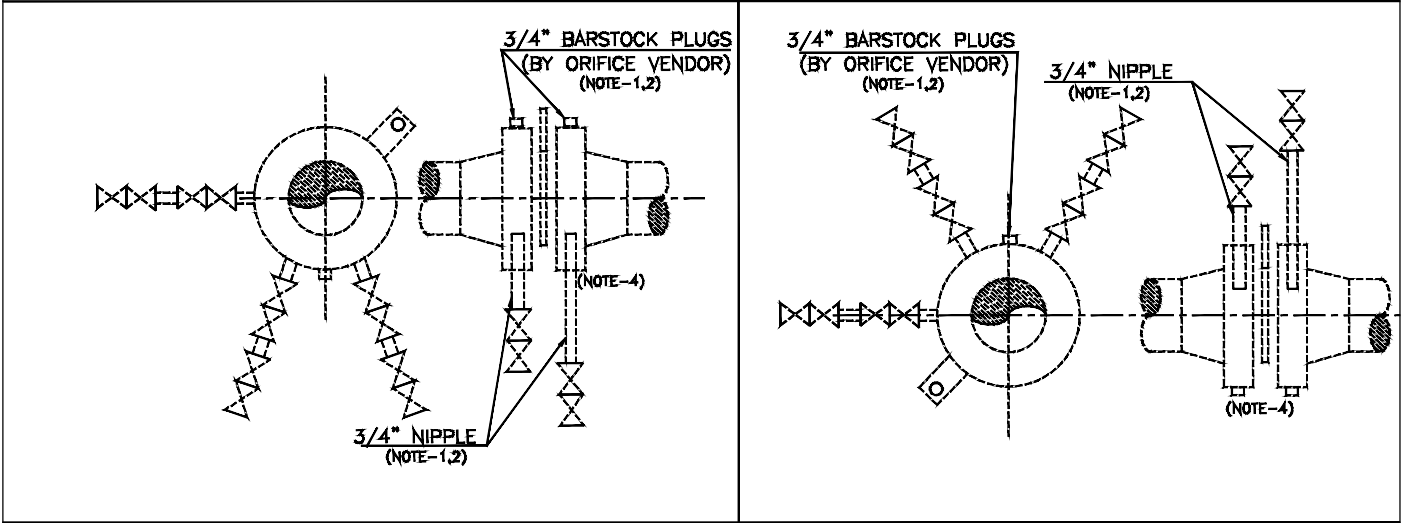 3/4" BARSTOCK PLUGS
(BY ORIFICE VENDOR)
(NOTE-1,2)
(NOTE-4)
3/4" NIPPLE
(NOTE-1,2)
3/4" BARSTOCK PLUGS
(BY ORIFICE VENDOR)
(NOTE-1,2)
3/4" NIPPLE
(NOTE-1,2)
(NOTE-4)